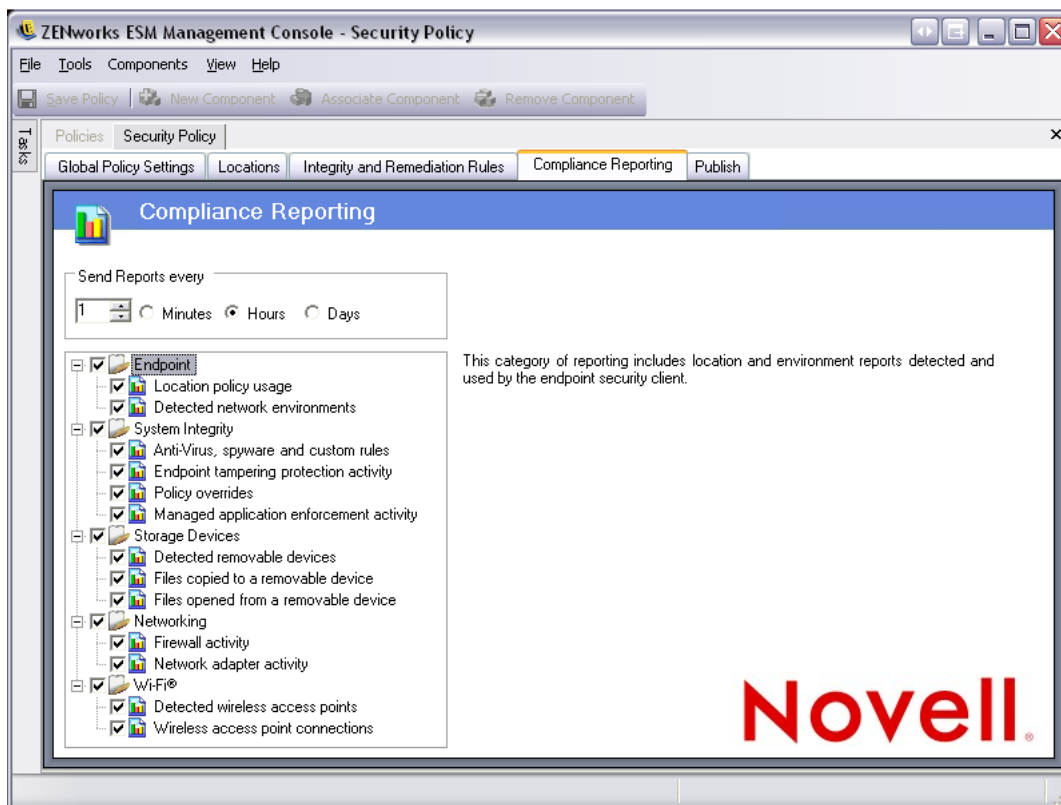 ZENworks ESM Management Console - Security Policy
File Tools Components View Help
Save Policy New Component Associate Component Remove Component
Tasks
Policies Security Policy
Global Policy Settings Locations Integrity and Remediation Rules Compliance Reporting Publish
Compliance Reporting
Send Reports every
1 Minutes Hours Days
Endpoint
Location policy usage
Detected network environments
System Integrity
Anti-Virus, spyware and custom rules
Endpoint tampering protection activity
Policy overrides
Managed application enforcement activity
Storage Devices
Detected removable devices
Files copied to a removable device
Files opened from a removable device
Networking
Firewall activity
Network adapter activity
Wi-Fi®
Detected wireless access points
Wireless access point connections
This category of reporting includes location and environment reports detected and
used by the endpoint security client.
Novell®